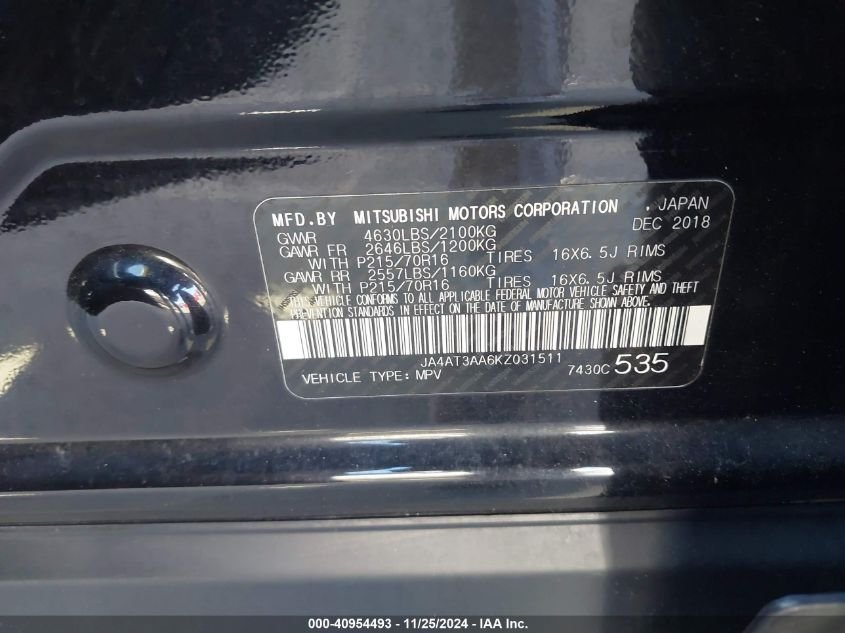 MFD.BY MITSUBISHI MOTORS CORPORATION , JAPAN
GVWR 4630LBS/2100KG DEC 2018
GAWR FR 2646LBS/1200KG
WITH P215/70R16 TIRES 16X6.5J RIMS
GAWR RR 2557LBS/1160KG
WITH P215/70R16 TIRES 16X6.5J RIMS
THIS VEHICLE CONFORMS TO ALL APPLICABLE FEDERAL MOTOR VEHICLE SAFETY AND THEFT
PREVENTION STANDARDS IN EFFECT ON THE DATE OF MANUFACTURE SHOWN ABOVE.
JA4AT3AA6KZ031511
VEHICLE TYPE:MPV 7430C 535
000-40954493 - 11/25/2024 - IAAI Inc.